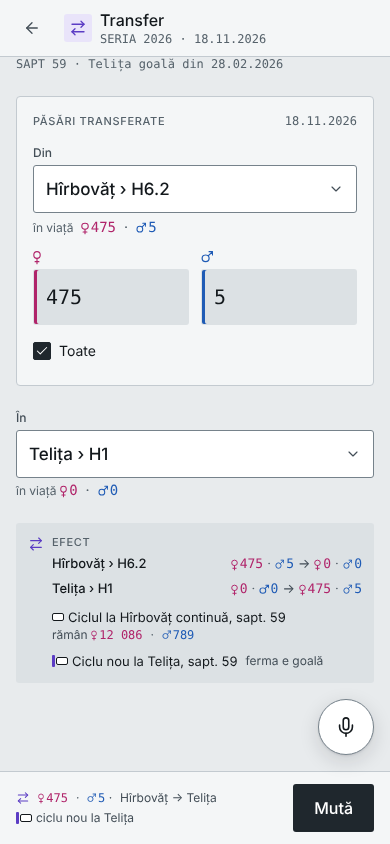 Transfer
SERIA 2026 · 18.11.2026
SAPT 59 · Telița goală din 28.02.2026
PĂSĂRI TRANSFERATE 18.11.2026
Din
Hîrbovăț › H6.2
în viață ♀475 · ♂5
♀ ♂
475 5
Toate
În
Telița › H1
în viață ♀0 · ♂0
EFECT
Hîrbovăț › H6.2 ♀475 · ♂5 → ♀0 · ♂0
Telița › H1 ♀0 · ♂0 → ♀475 · ♂5
Ciclul la Hîrbovăț continuă, sapt. 59
rămân ♀12 086 · ♂789
Ciclu nou la Telița, sapt. 59 ferma e goală
♀475 · ♂5 · Hîrbovăț → Telița
ciclu nou la Telița
Mută